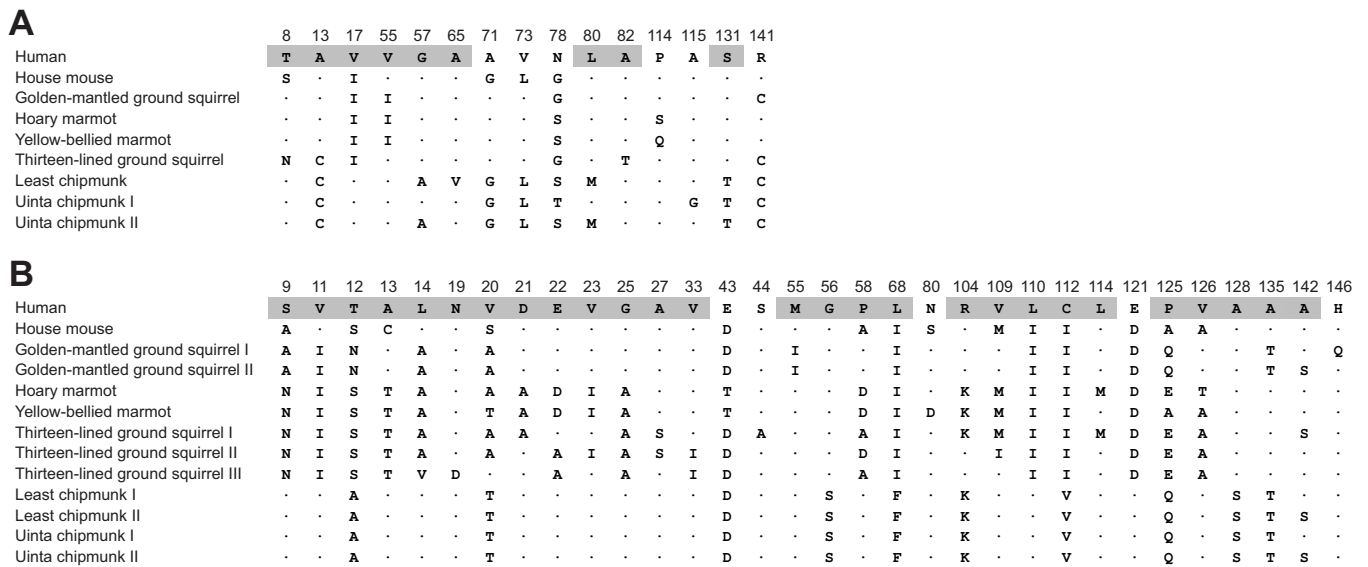 A
8 13 17 55 57 65 71 73 78 80 82 114 115 131 141
Human T A V V G A A V N L A P A S R
House mouse S · I · · · G L G · · · · · ·
Golden-mantled ground squirrel · · I I · · · · G · · · · · C
Hoary marmot · · I I · · · · S · · S · · ·
Yellow-bellied marmot · · I I · · · · S · · Q · · ·
Thirteen-lined ground squirrel N C I · · · · · G · T · · · C
Least chipmunk · C · · A V G L S M · · · T C
Uinta chipmunk I · C · · · · G L T · · · G T C
Uinta chipmunk II · C · · A · G L S M · · · T C
B
9 11 12 13 14 19 20 21 22 23 25 27 33 43 44 55 56 58 68 80 104 109 110 112 114 121 125 126 128 135 142 146
Human S V T A L N V D E V G A V E S M G P L N R V L C L E P V A A A H
House mouse A · S C S · S · · · · · · D · · · A I S · M I I · D A A · · · ·
Golden-mantled ground squirrel I A I N · A · A · · · · · · D · I · · I · · · I I · D Q · · T · Q
Golden-mantled ground squirrel II A I N · A · A · · · · · · D · I · · I · · · I I · D Q · · T S ·
Hoary marmot N I S T A · A A D I A · · T · · · D I · K M I I M D E T · · · ·
Yellow-bellied marmot N I S T A · T A D I A · · T · · · D I D K M I I · D A A · · · ·
Thirteen-lined ground squirrel I N I S T A · A A · · A S · D A · · A I · K M I I M D E A · · S ·
Thirteen-lined ground squirrel II N I S T A · A · A I A S I D · · · D I · · I I I · D E A · · · ·
Thirteen-lined ground squirrel III N I S T V D · · A · A · I D · · · A I · · · I I · D E A · · · ·
Least chipmunk I · · A · · · T · · · · · · D · · S · F · K · · V · · Q · S T · ·
Least chipmunk II · · A · · · T · · · · · · D · · S · F · K · · V · · Q · S T S ·
Uinta chipmunk I · · A · · · T · · · · · · D · · S · F · K · · V · · Q · S T · ·
Uinta chipmunk II · · A · · · T · · · · · · D · · S · F · K · · V · · Q · S T S ·